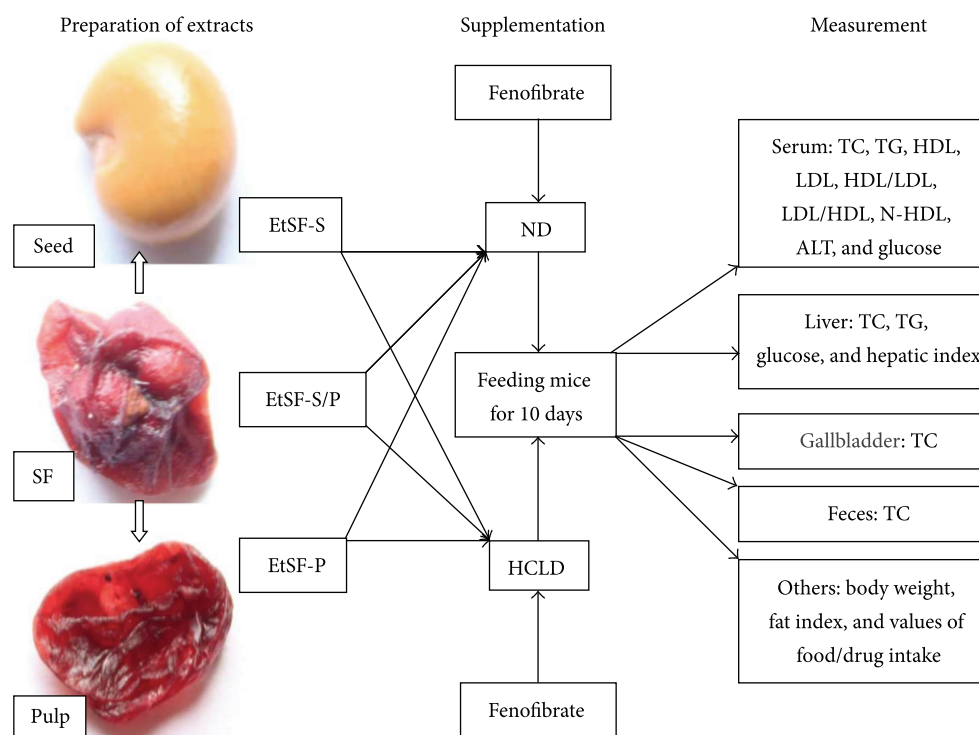 Preparation of extracts
Supplementation
Measurement
Seed
SF
Pulp
EtSF-S
EtSF-S/P
EtSF-P
Fenofibrate
ND
Feeding mice
for 10 days
HCLD
Fenofibrate
Serum: TC, TG, HDL,
LDL, HDL/LDL,
LDL/HDL, N-HDL,
ALT, and glucose
Liver: TC, TG,
glucose, and hepatic index
Gallbladder: TC
Feces: TC
Others: body weight,
fat index, and values of
food/drug intake